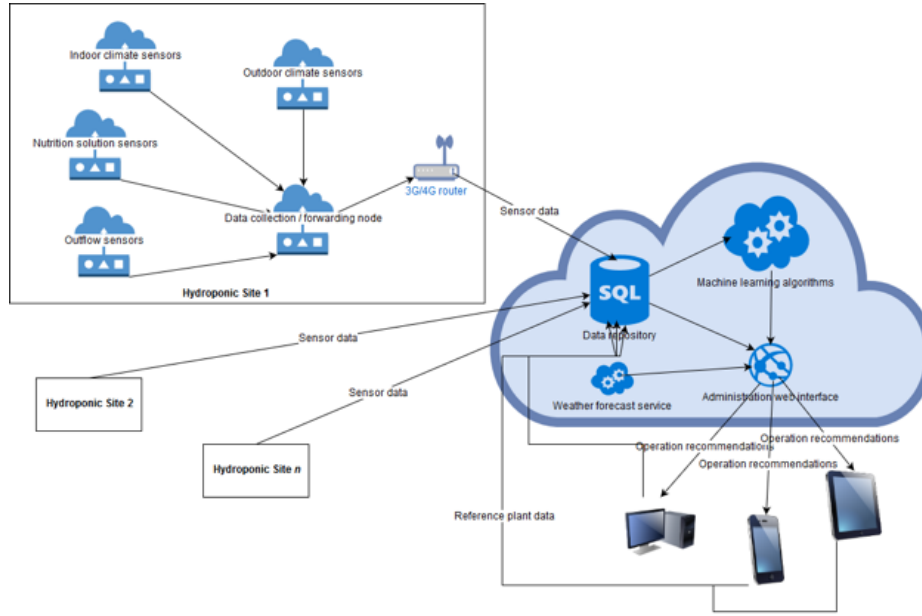 Indoor climate sensors
Outdoor climate sensors
Nutrition solution sensors
3G/4G router
Data collection / forwarding node
Outflow sensors
Hydroponic Site 1
Sensor data
SQL
Machine learning algorithms
Data repository
Sensor data
Sensor data
Hydroponic Site 2
Weather forecast service
Administration web interface
Hydroponic Site n
Operation recommendations
Operation recommendations
Operation recommendations
Reference plant data